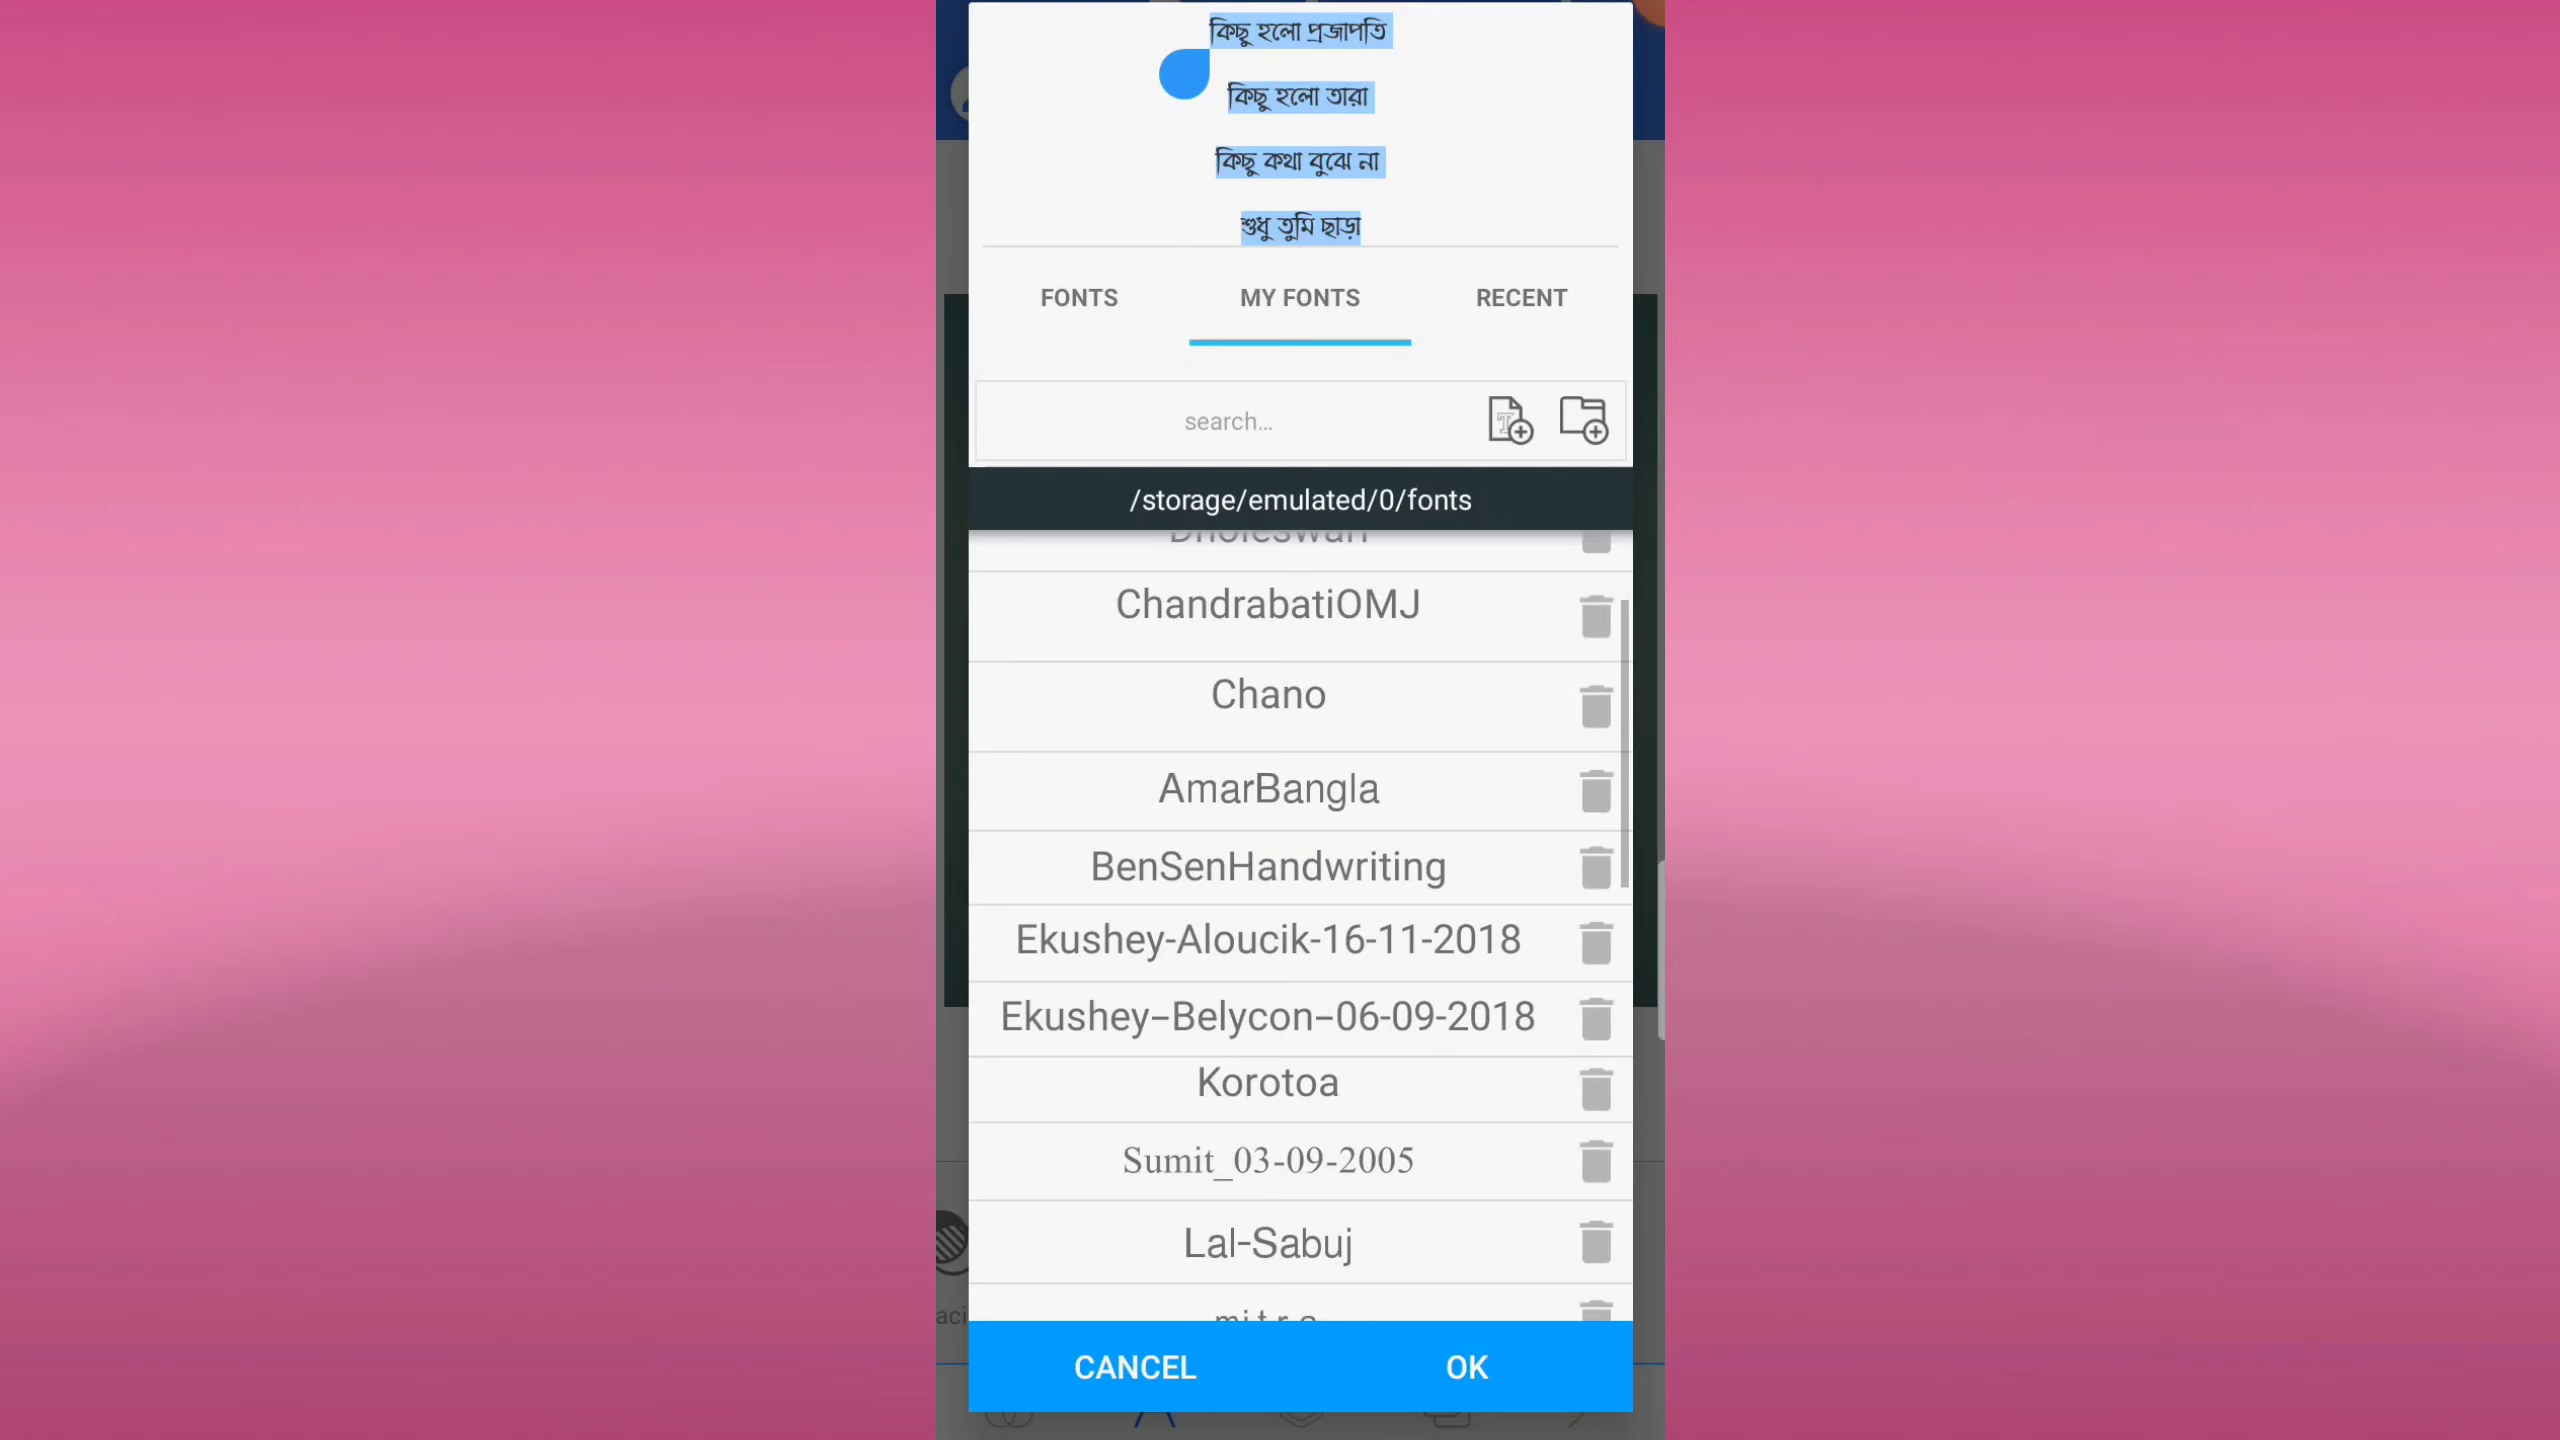 কিছু হলো প্রজাপতি
কিছু হলো তারা
কিছু কথা বুঝে না
শুধু তুমি ছাড়া
FONTS MY FONTS RECENT
search...
/storage/emulated/0/fonts
ChandrabatiOMJ
Chano
AmarBangla
BenSenHandwriting
Ekushey-Aloucik-16-11-2018
Ekushey–Belycon–06-09-2018
Korotoa
Sumit_03-09-2005
Lal-Sabuj
CANCEL OK